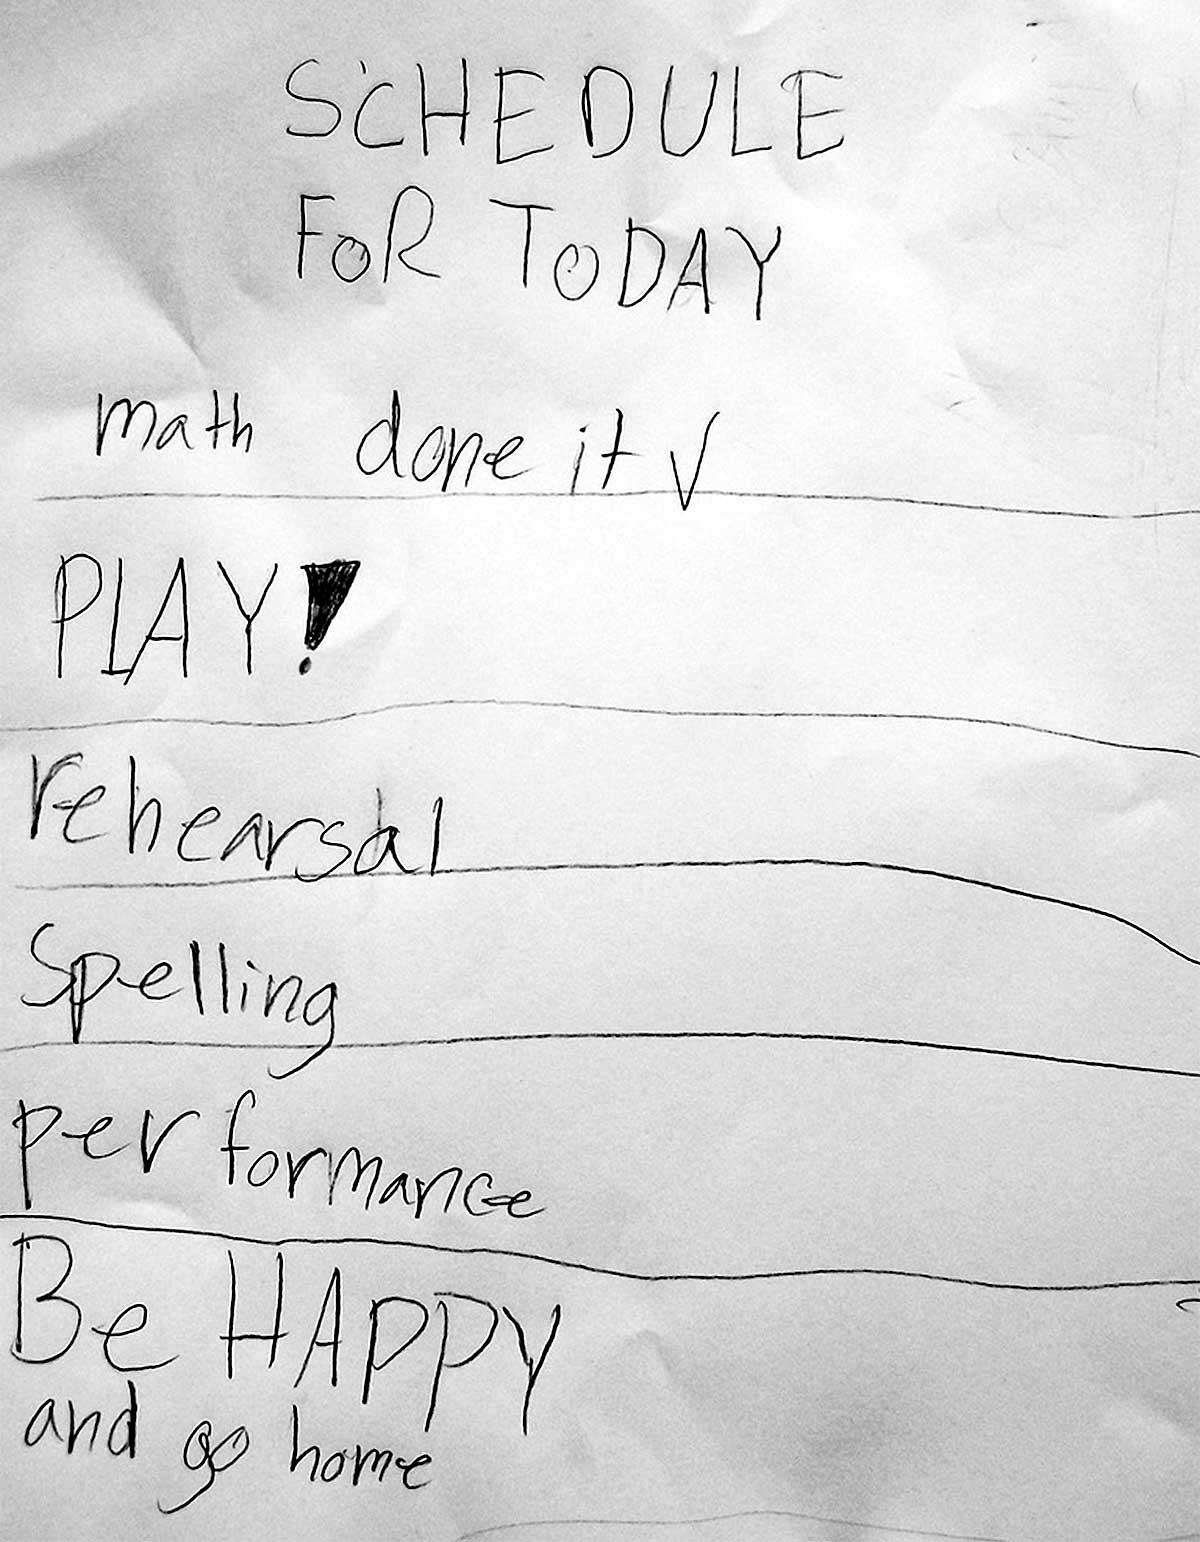 SCHEDULE
FOR TODAY
math done it √
PLAY!
rehearsal
Spelling
performance
Be HAPPY
and go home